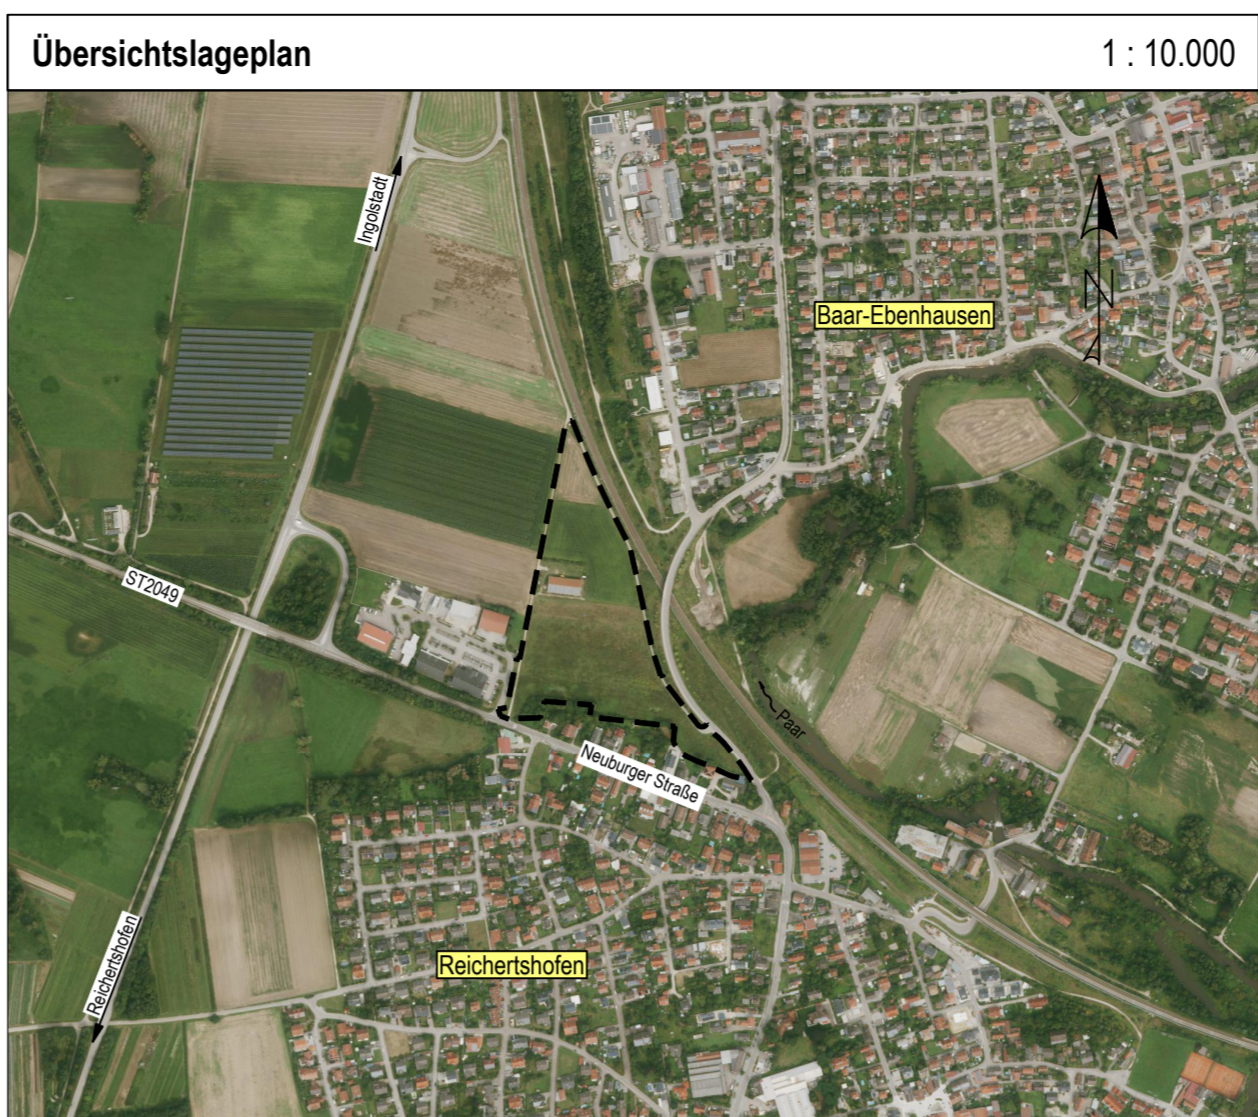 Übersichtslageplan
1 : 10.000
Ingolstadt
Baar-Ebenhausen
N
ST2049
Paar
Neuburger Straße
Reichertshofen
Reichertshofen